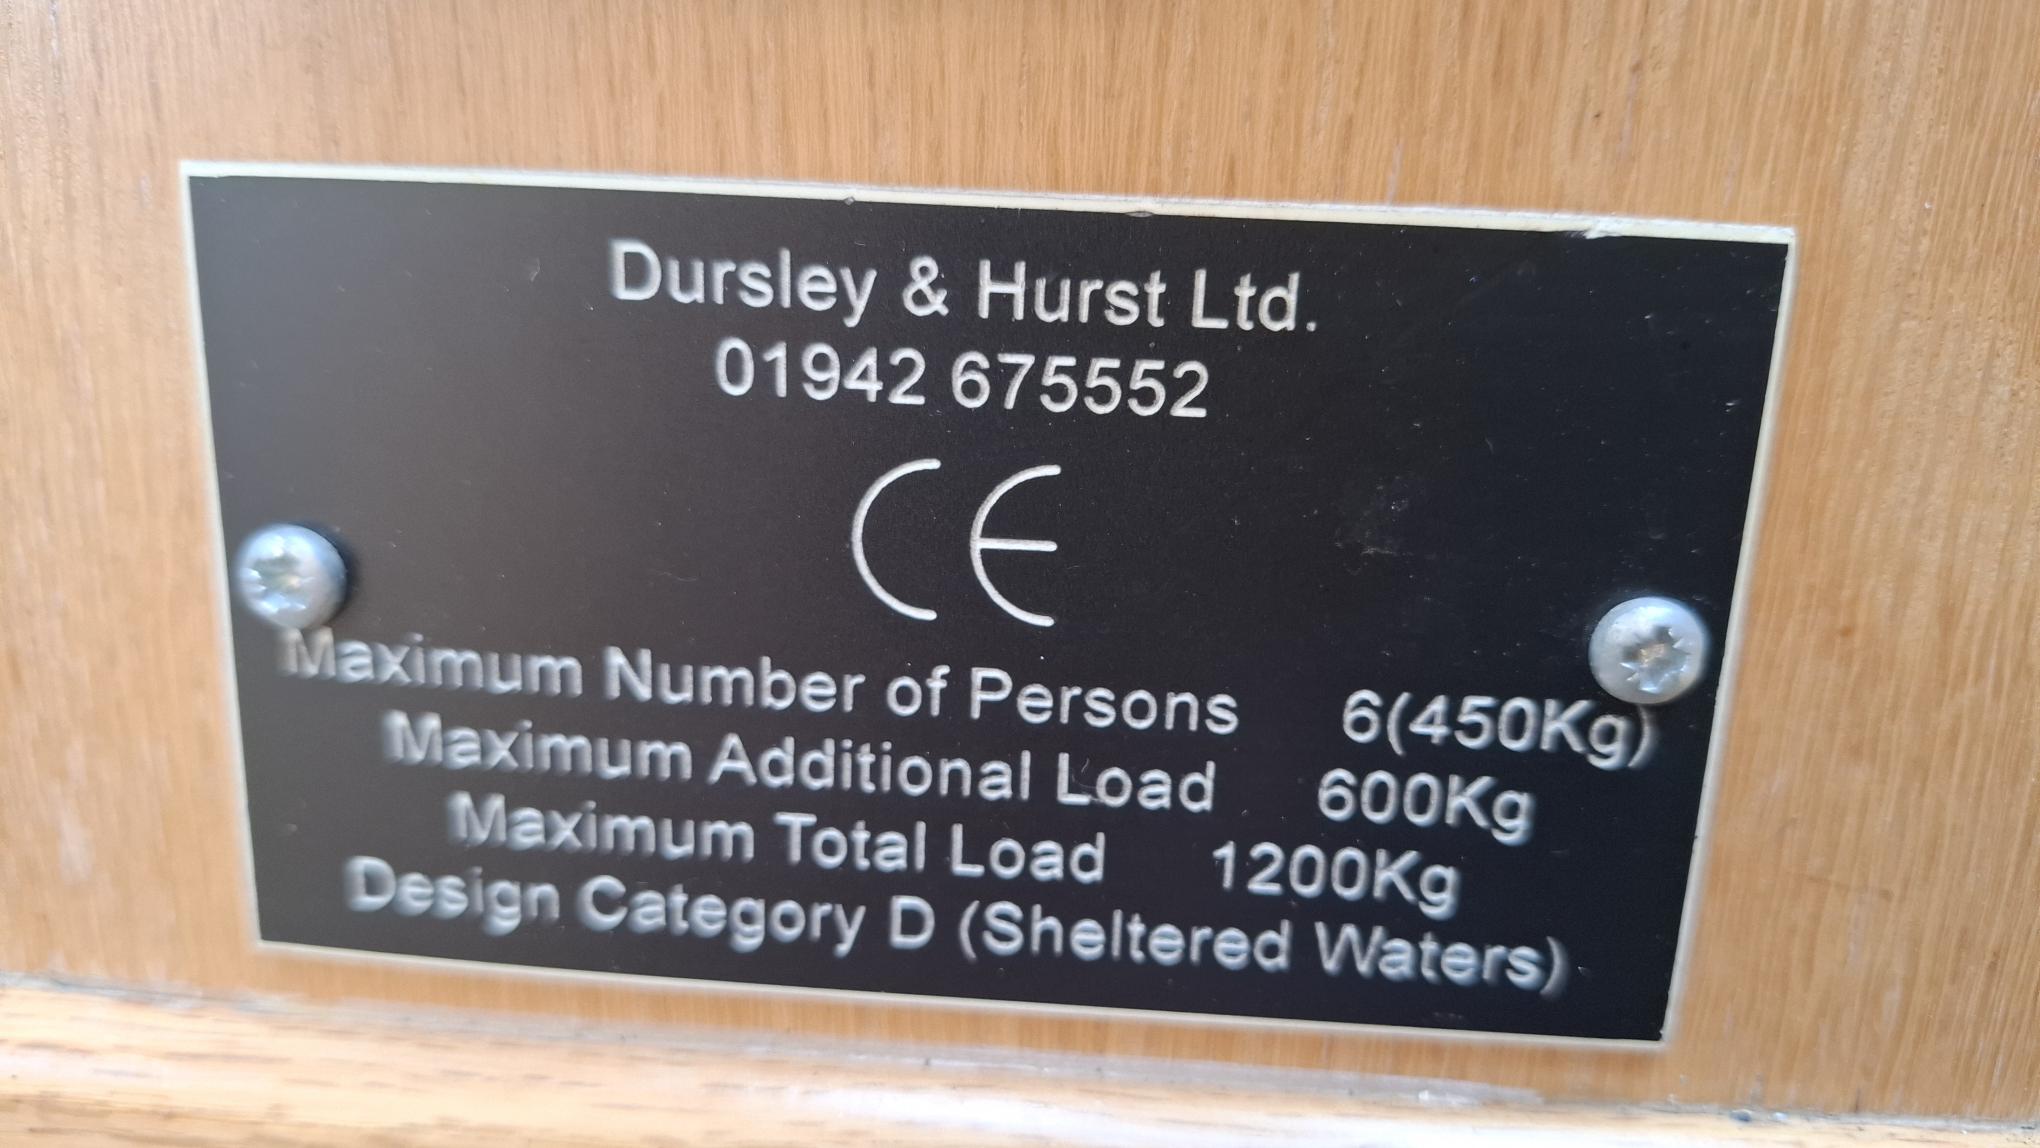 Dursley & Hurst Ltd.
01942 675552
CE
Maximum Number of Persons 6(450Kg)
Maximum Additional Load 600Kg
Maximum Total Load 1200Kg
Design Category D (Sheltered Waters)